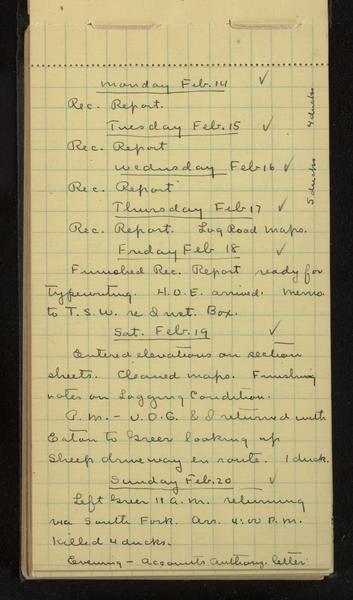 Monday Feb. 14 ✓
Rec. Report.
Tuesday Feb. 15 ✓
Rec. Report
Wednesday Feb 16 ✓
Rec. Report
Thursday Feb 17 ✓
Rec. Report. Log Road maps.
Friday Feb 18 ✓
Finished Rec. Report ready for
typewriting. H.O.E. arrived. Memo
to T.S.W. re Inst. Box.
Sat. Feb. 19 ✓
Entered elevations on section
sheets. Cleaned maps. Finishing
notes on Logging Condition.
P.M. - J.O.G. & I returned with
Eaton to Greer looking up
Sheep driveway en route. 1 duck.
Sunday Feb. 20 ✓
Left Greer 11 A.M. returning
via South Fork. Arr. 4:00 P.M.
Killed 4 ducks.
Evening - Accounts Anthony letter.
5 ducks 4 ducks